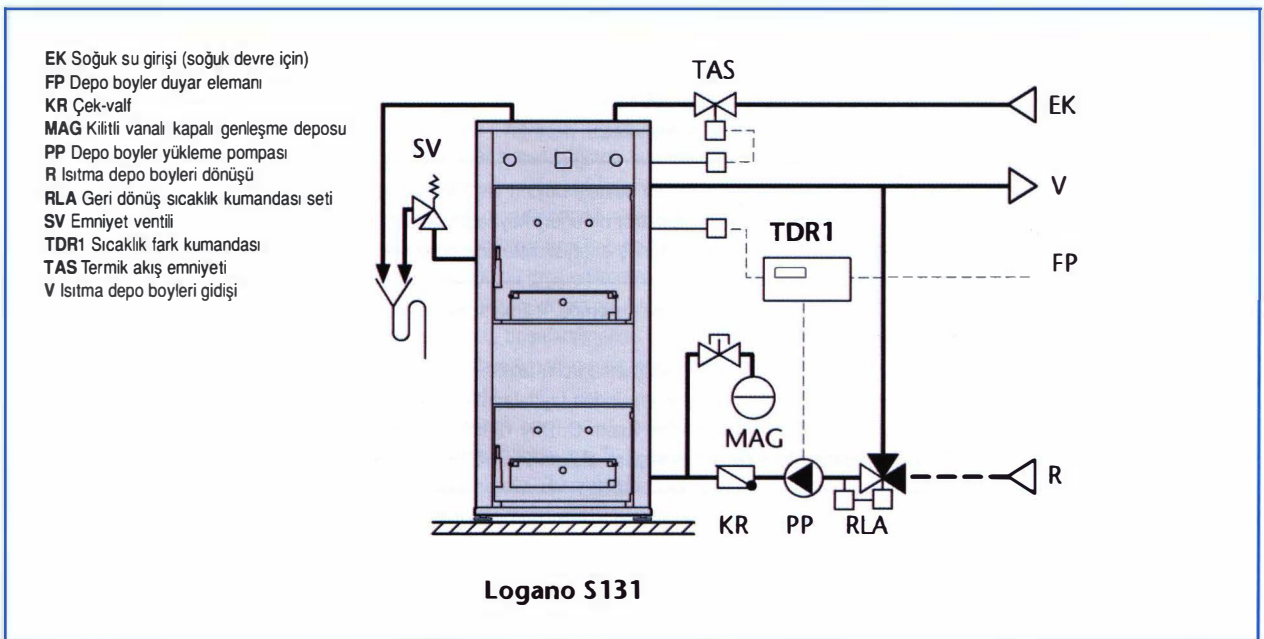 EK Soğuk su girişi (soğuk devre için)
FP Depo boyler duyar elemanı
KR Çek-valf
MAG Kilitli vanalı kapalı genleşme deposu
PP Depo boyler yükleme pompası
R Isıtma depo boyleri dönüşü
RLA Geri dönüş sıcaklık kumandası seti
SV Emniyet ventili
TDR1 Sıcaklık fark kumandası
TAS Termik akış emniyeti
V Isıtma depo boyleri gidişi
TAS
EK
SV
V
TDR1
FP
MAG
R
KR
PP
RLA
Logano S131